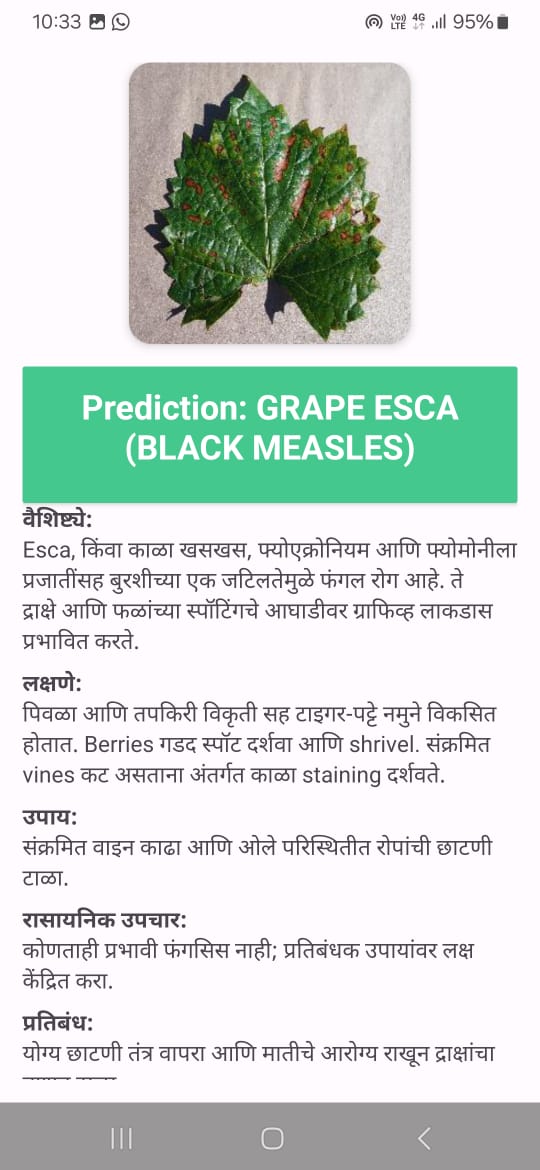 10:33
Vo)) LTE 4G 95%
Prediction: GRAPE ESCA
(BLACK MEASLES)
वैशिष्ट्ये:
Esca, किंवा काळा खसखस, फ्योएक्रोनियम आणि फ्योमोनीला
प्रजातींसह बुरशीच्या एक जटिलतेमुळे फंगल रोग आहे. ते
द्राक्षे आणि फळांच्या स्पॉटिंगचे आघाडीवर ग्राफिव्ह लाकडास
प्रभावित करते.
लक्षणे:
पिवळा आणि तपकिरी विकृती सह टाइगर-पट्टे नमुने विकसित
होतात. Berries गडद स्पॉट दर्शवा आणि shrivel. संक्रमित
vines कट असताना अंतर्गत काळा staining दर्शवते.
उपाय:
संक्रमित वाइन काढा आणि ओले परिस्थितीत रोपांची छाटणी
टाळा.
रासायनिक उपचार:
कोणताही प्रभावी फंगसिस नाही; प्रतिबंधक उपायांवर लक्ष
केंद्रित करा.
प्रतिबंध:
योग्य छाटणी तंत्र वापरा आणि मातीचे आरोग्य राखून द्राक्षांचा